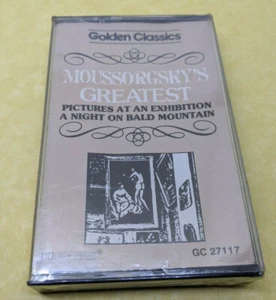 Golden Classics
MOUSSORGSKY'S
GREATEST
PICTURES AT AN EXHIBITION
A NIGHT ON BALD MOUNTAIN
GC 27117